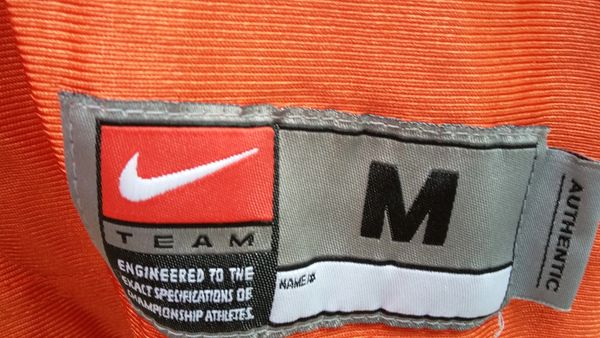 TEAM
ENGINEERED TO THE
EXACT SPECIFICATIONS OF
CHAMPIONSHIP ATHLETES
M
NAME/#
AUTHENTIC